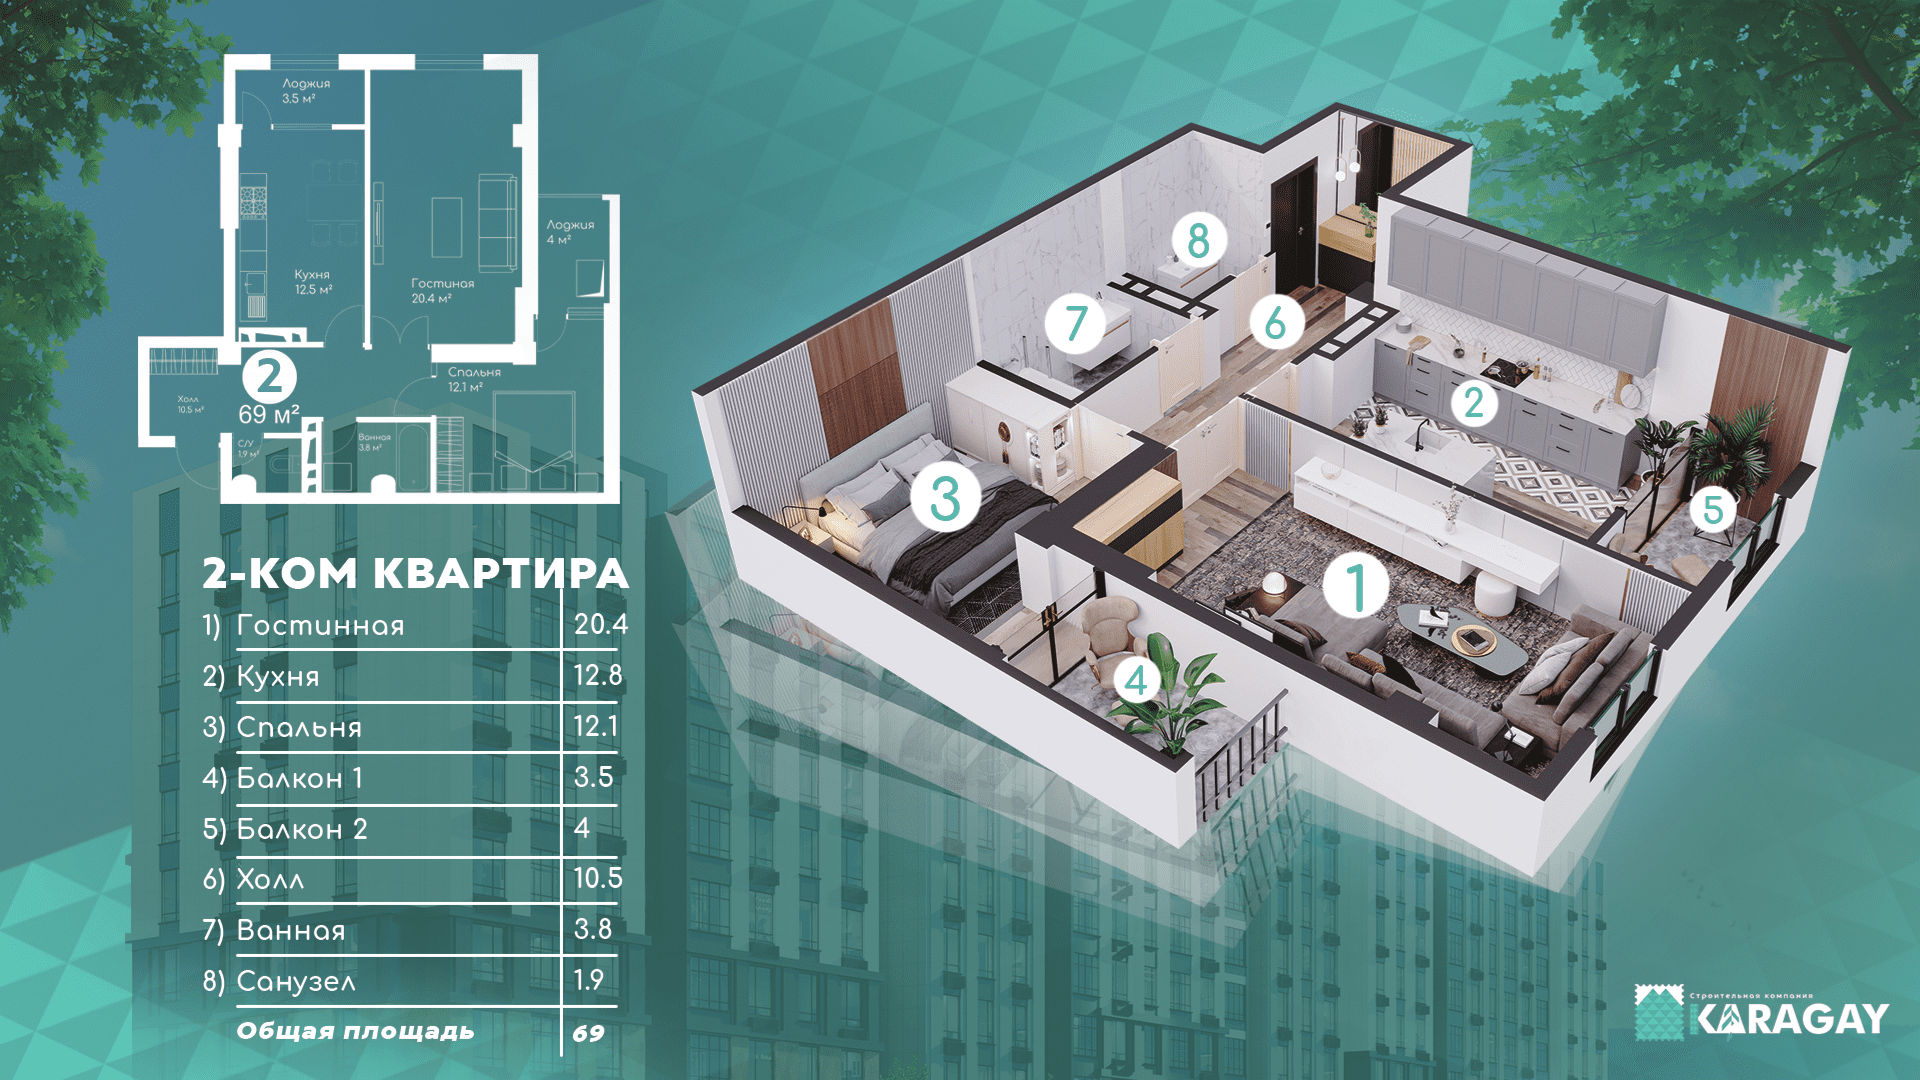 Лоджия
3.5 м²
Лоджия
4 м²
Кухня
12.5 м²
Гостиная
20.4 м²
Спальня
12.1 м²
Холл
10.5 м²
2
69 м²
С/У
1.9 м²
Ванная
3.8 м²
2-КОМ КВАРТИРА
1) Гостинная 20.4
2) Кухня 12.8
3) Спальня 12.1
4) Балкон 1 3.5
5) Балкон 2 4
6) Холл 10.5
7) Ванная 3.8
8) Санузел 1.9
Общая площадь 69
8
7
6
2
3
5
1
4
Строительная компания
KARAGAY